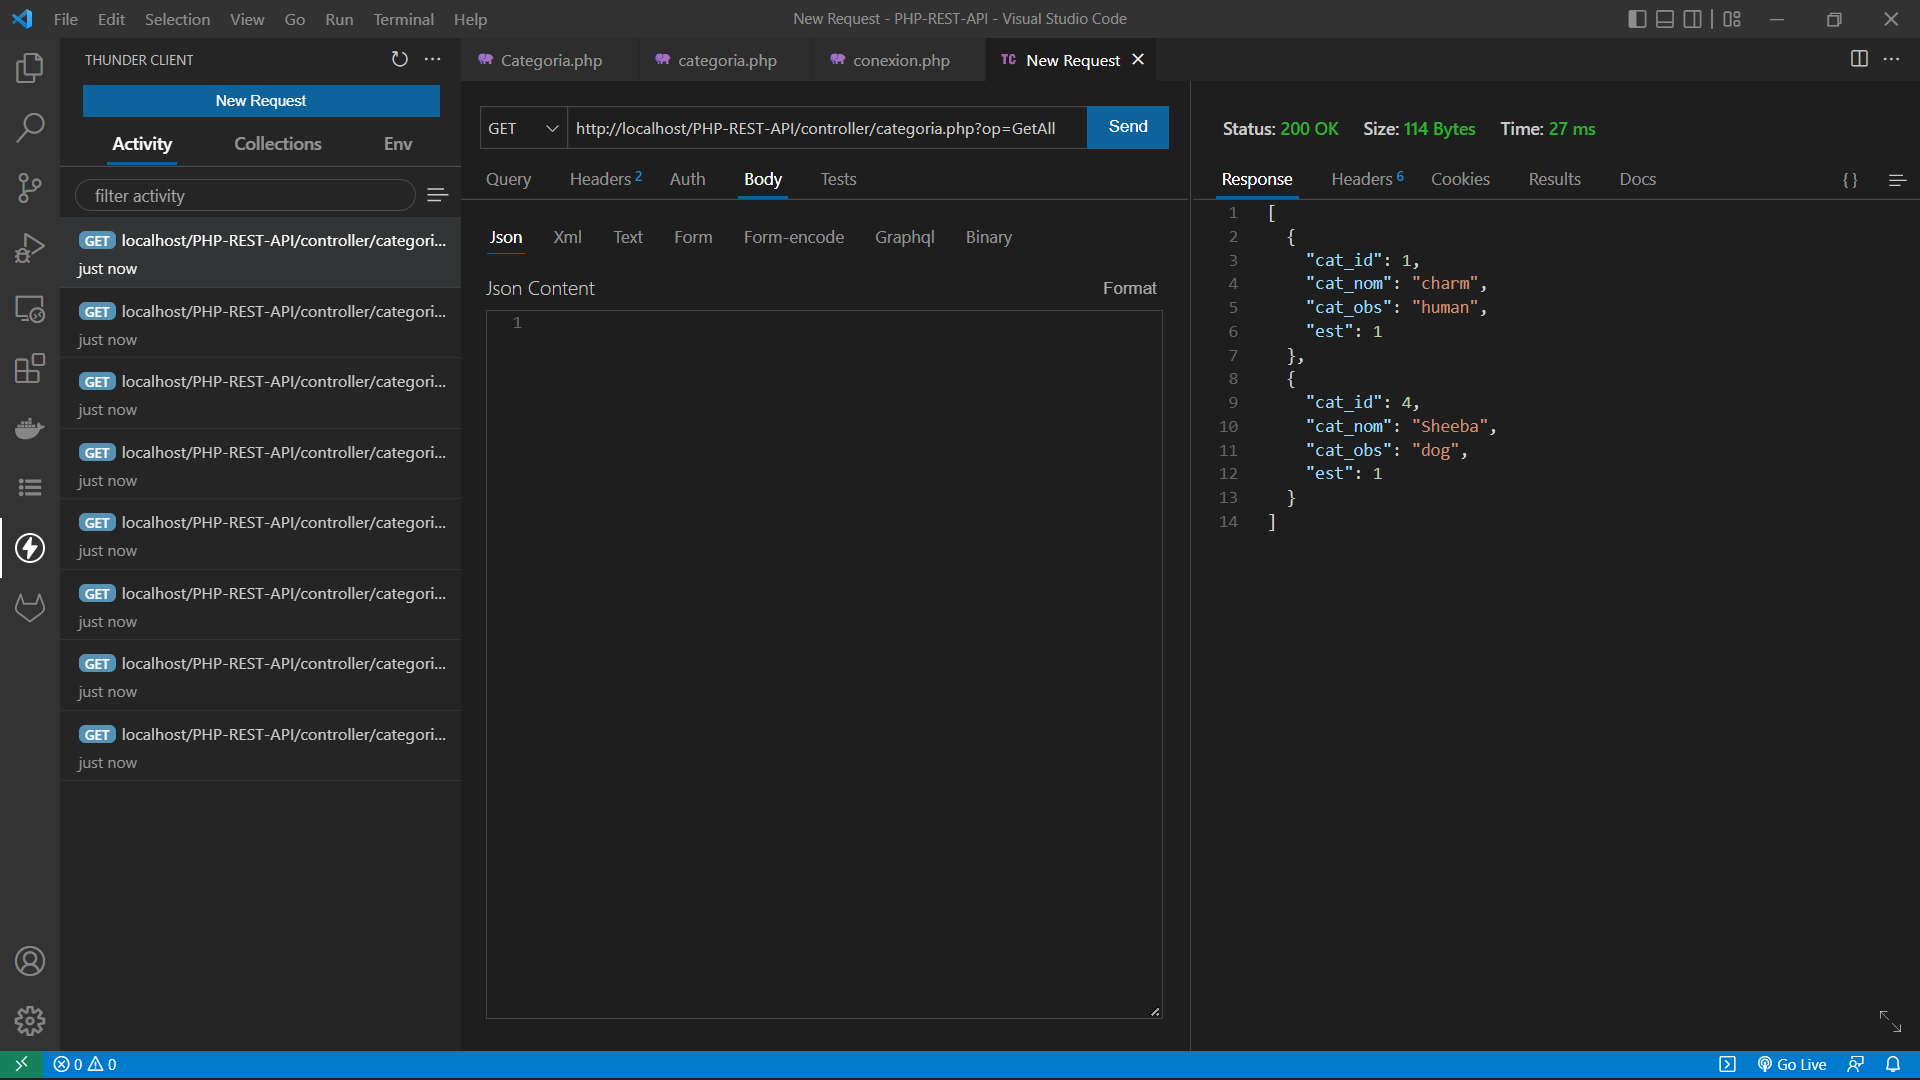 File Edit Selection View Go Run Terminal Help
New Request - PHP-REST-API - Visual Studio Code
THUNDER CLIENT
New Request
Activity Collections Env
filter activity
GET localhost/PHP-REST-API/controller/categori...
just now
GET localhost/PHP-REST-API/controller/categori...
just now
GET localhost/PHP-REST-API/controller/categori...
just now
GET localhost/PHP-REST-API/controller/categori...
just now
GET localhost/PHP-REST-API/controller/categori...
just now
GET localhost/PHP-REST-API/controller/categori...
just now
GET localhost/PHP-REST-API/controller/categori...
just now
GET localhost/PHP-REST-API/controller/categori...
just now
Categoria.php categoria.php conexion.php TC New Request
GET http://localhost/PHP-REST-API/controller/categoria.php?op=GetAll Send
Query Headers 2 Auth Body Tests
Json Xml Text Form Form-encode Graphql Binary
Json Content Format
1
Status: 200 OK Size: 114 Bytes Time: 27 ms
Response Headers 6 Cookies Results Docs { }
1 [
2 {
3 "cat_id": 1,
4 "cat_nom": "charm",
5 "cat_obs": "human",
6 "est": 1
7 },
8 {
9 "cat_id": 4,
10 "cat_nom": "Sheeba",
11 "cat_obs": "dog",
12 "est": 1
13 }
14 ]
0 0 Go Live